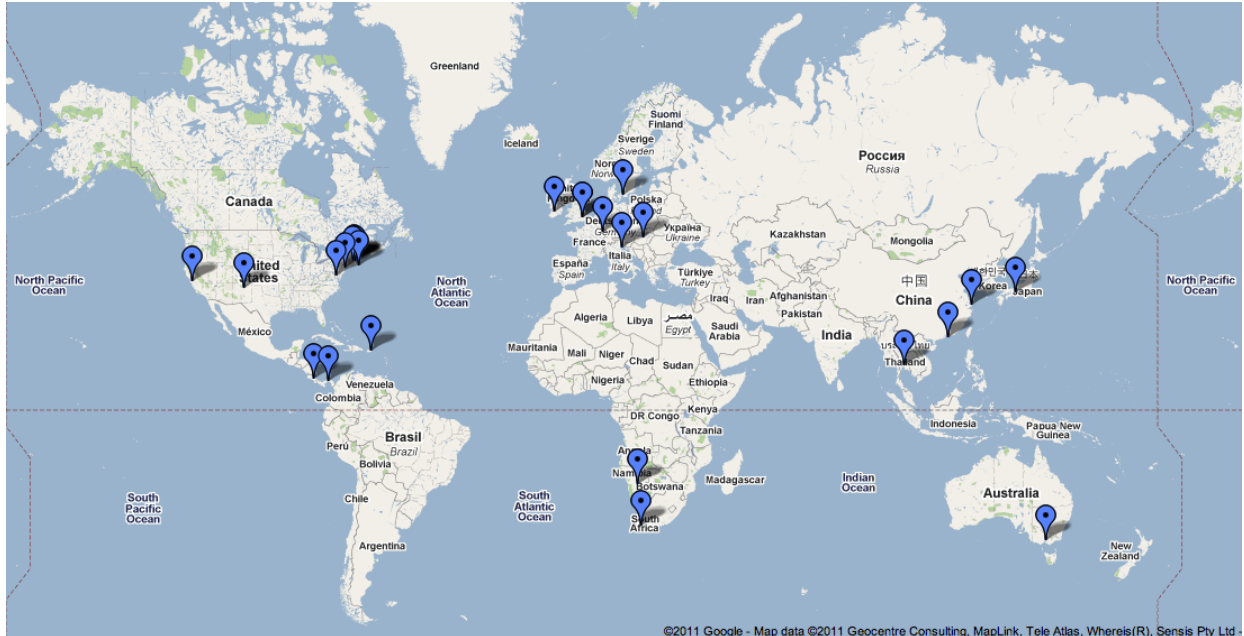 Greenland
Iceland
Suomi
Finland
Sverige
Sweden
Россия
Russia
Canada
Polska
Україна
Ukraine
France
Kazakhstan
Mongolia
United
States
Italia
Italy
España
Spain
Türkiye
Turkey
North Pacific
Ocean
North
Atlantic
Ocean
中国
China
Korea
Japan
North Pacific
Ocean
Iraq
Iran
Afghanistan
Pakistan
México
Algeria
Libya
مصر
Egypt
Saudi
Arabia
India
Mauritania
Mali
Niger
Chad
Sudan
Thailand
Nigeria
Ethiopia
Venezuela
Colombia
DR Congo
Kenya
Tanzania
Indonesia
Papua New
Guinea
Brasil
Brazil
Perú
Bolivia
Angola
Namibia
Botswana
Madagascar
Indian
Ocean
South
Pacific
Ocean
Chile
South
Atlantic
Ocean
South
Africa
Australia
Argentina
New
Zealand
©2011 Google - Map data ©2011 Geocentre Consulting, MapLink, Tele Atlas, Whereis(R), Sensis Pty Ltd -